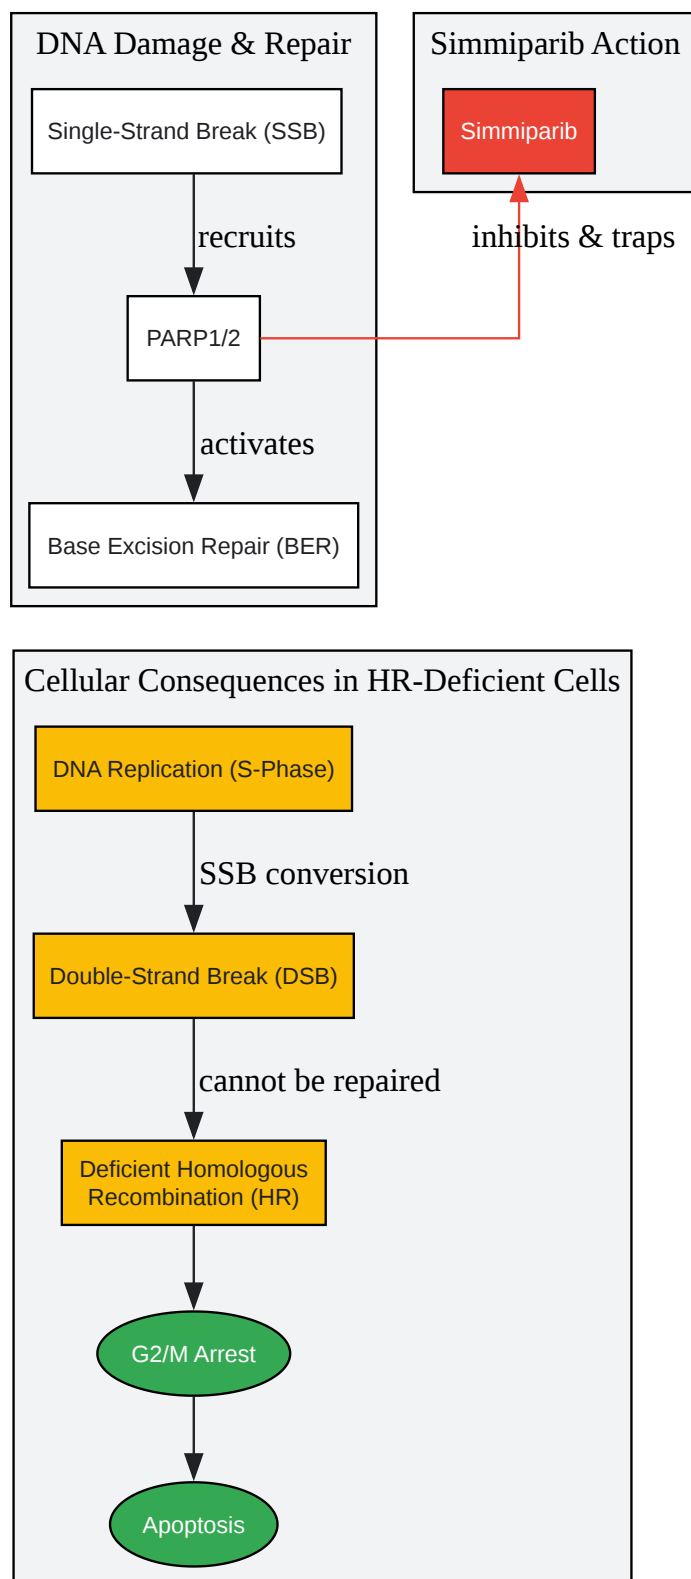 DNA Damage & Repair
Single-Strand Break (SSB)
recruits
PARP1/2
activates
Base Excision Repair (BER)
Simmiparib Action
Simmiparib
inhibits & traps
Cellular Consequences in HR-Deficient Cells
DNA Replication (S-Phase)
SSB conversion
Double-Strand Break (DSB)
cannot be repaired
Deficient Homologous
Recombination (HR)
G2/M Arrest
Apoptosis